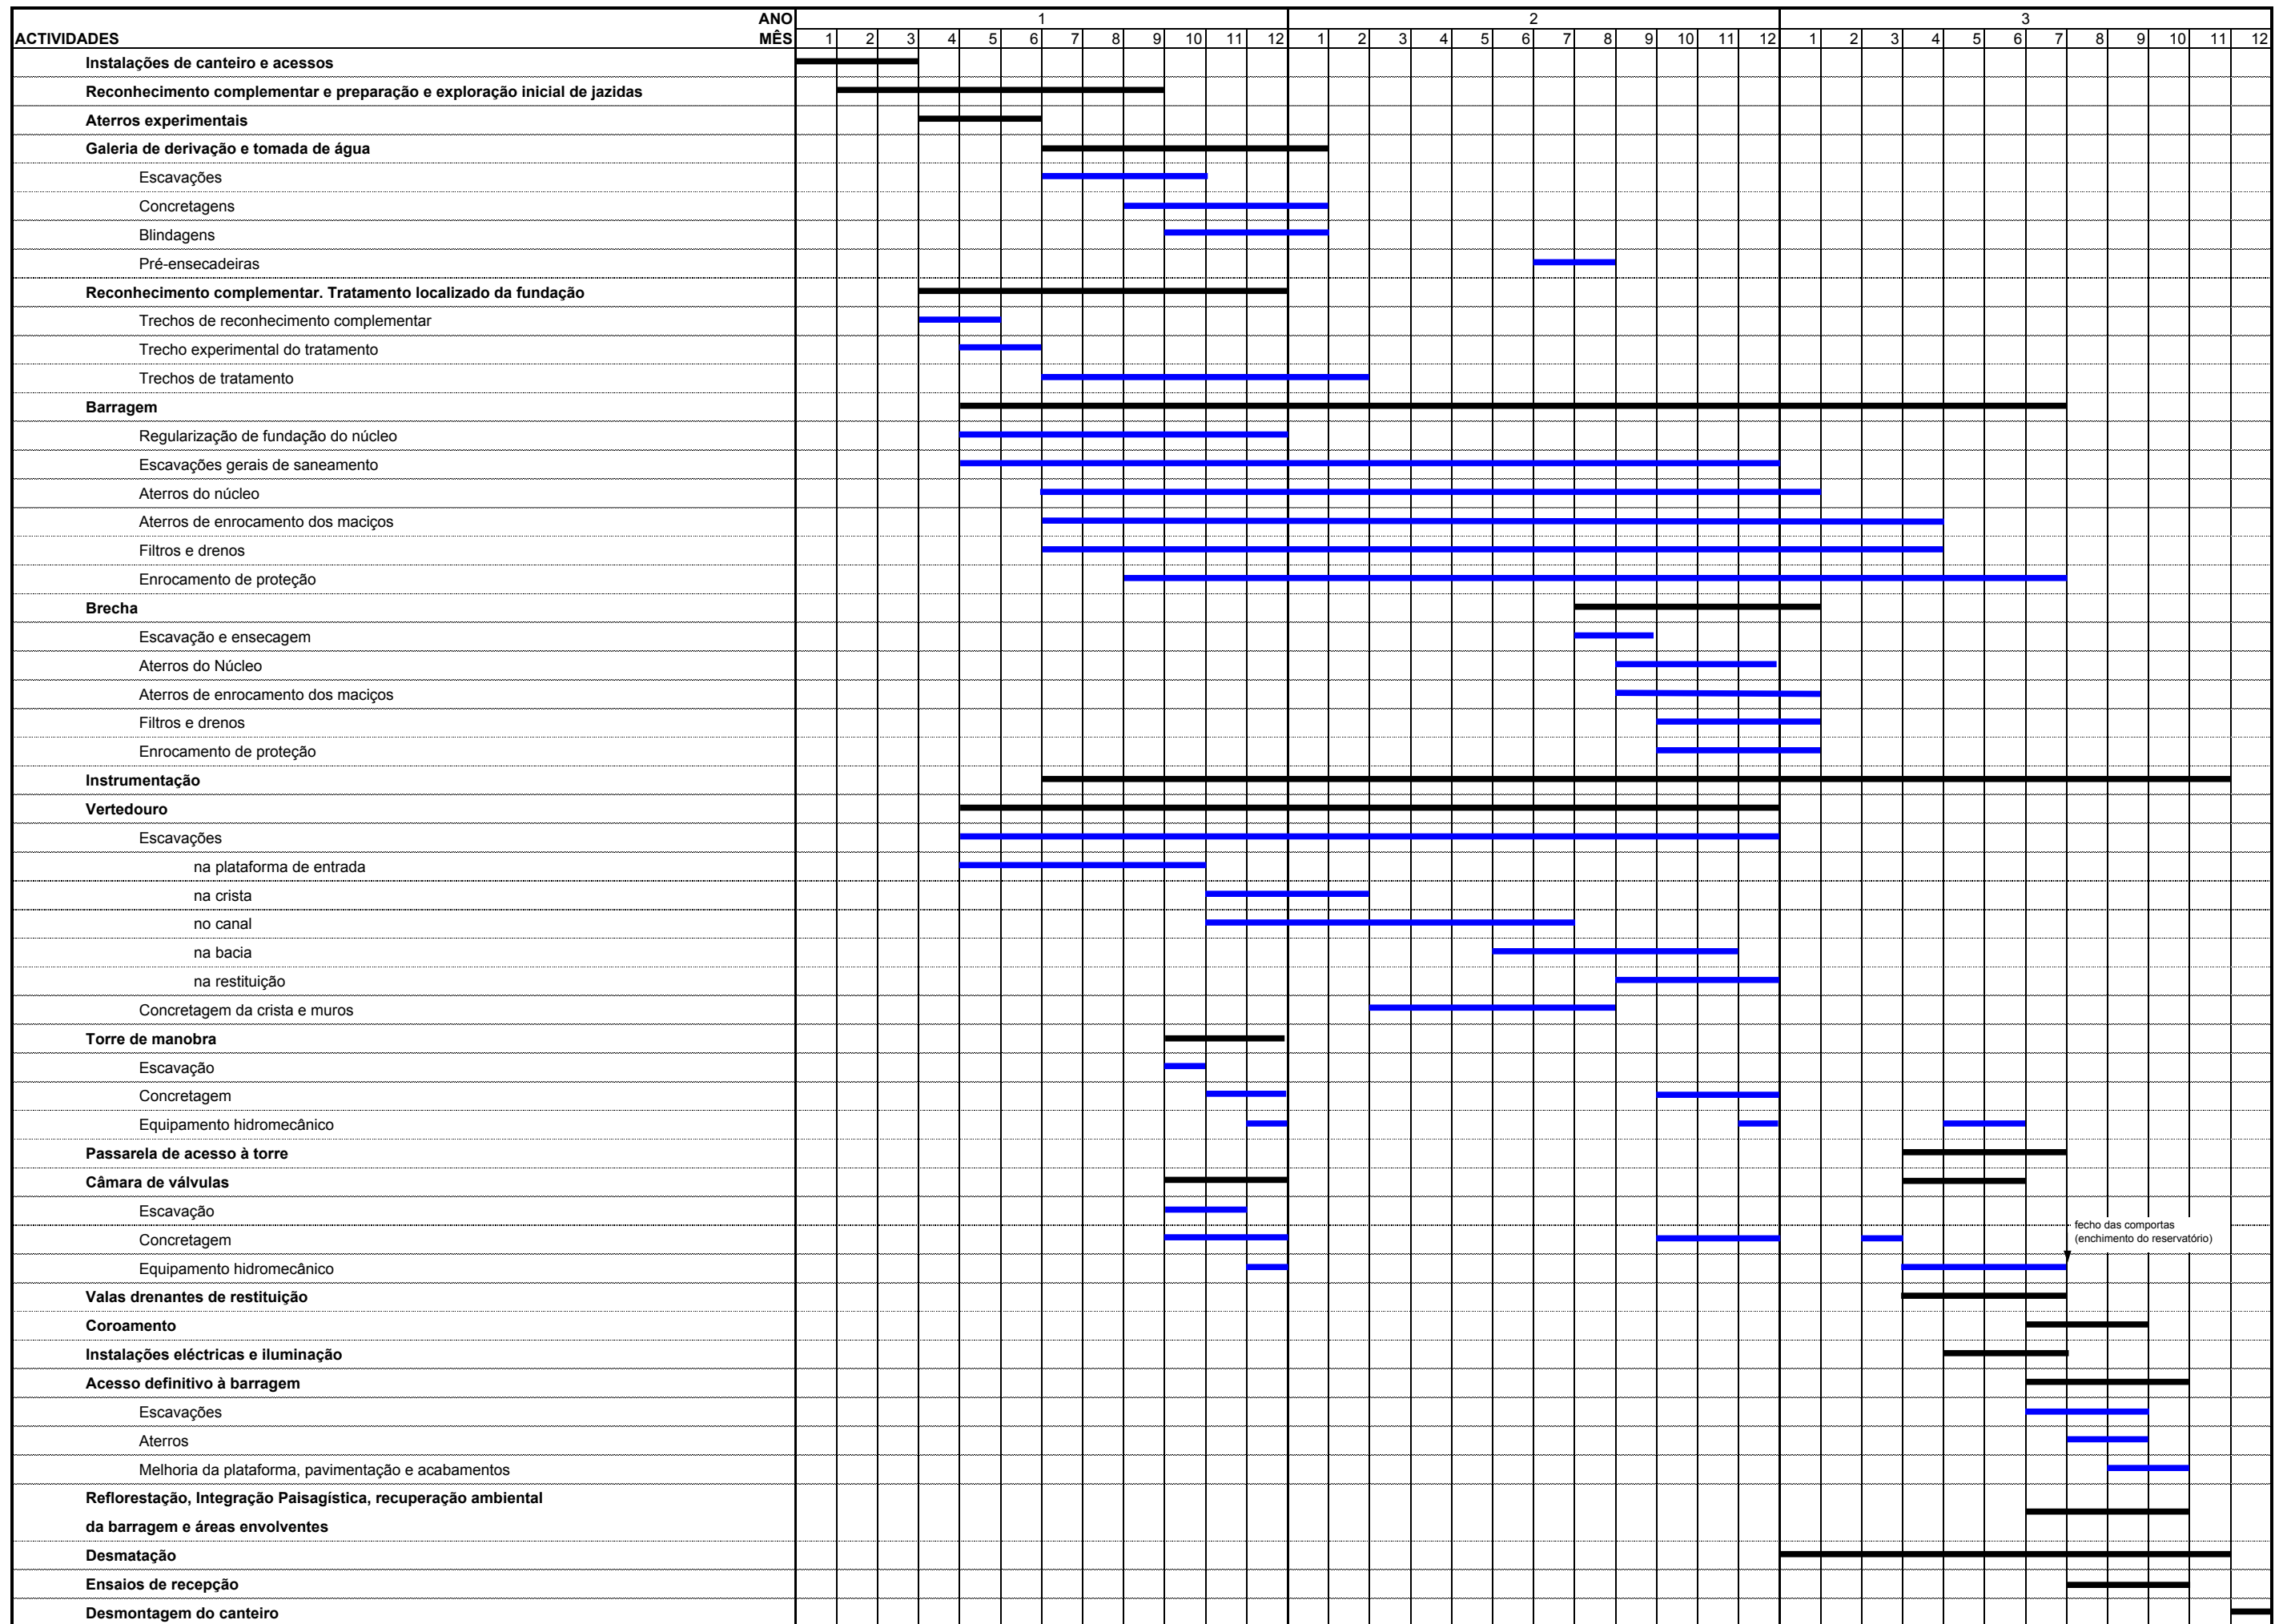 ANO 1 2 3
ACTIVIDADES MÊS 1 2 3 4 5 6 7 8 9 10 11 12 1 2 3 4 5 6 7 8 9 10 11 12 1 2 3 4 5 6 7 8 9 10 11 12
Instalações de canteiro e acessos
Reconhecimento complementar e preparação e exploração inicial de jazidas
Aterros experimentais
Galeria de derivação e tomada de água
Escavações
Concretagens
Blindagens
Pré-ensecadeiras
Reconhecimento complementar. Tratamento localizado da fundação
Trechos de reconhecimento complementar
Trecho experimental do tratamento
Trechos de tratamento
Barragem
Regularização de fundação do núcleo
Escavações gerais de saneamento
Aterros do núcleo
Aterros de enrocamento dos maciços
Filtros e drenos
Enrocamento de proteção
Brecha
Escavação e ensecagem
Aterros do Núcleo
Aterros de enrocamento dos maciços
Filtros e drenos
Enrocamento de proteção
Instrumentação
Vertedouro
Escavações
na plataforma de entrada
na crista
no canal
na bacia
na restituição
Concretagem da crista e muros
Torre de manobra
Escavação
Concretagem
Equipamento hidromecânico
Passarela de acesso à torre
Câmara de válvulas
Escavação
fecho das comportas
(enchimento do reservatório)
Concretagem
Equipamento hidromecânico
Valas drenantes de restituição
Coroamento
Instalações eléctricas e iluminação
Acesso definitivo à barragem
Escavações
Aterros
Melhoria da plataforma, pavimentação e acabamentos
Reflorestação, Integração Paisagística, recuperação ambiental
da barragem e áreas envolventes
Desmatação
Ensaios de recepção
Desmontagem do canteiro